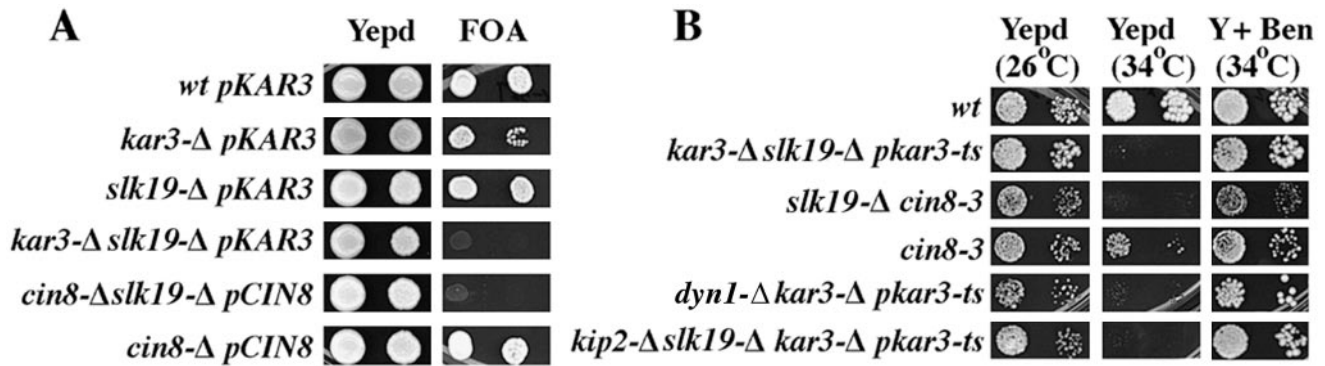 A
Yepd FOA
wt pKAR3
kar3-Δ pKAR3
slk19-Δ pKAR3
kar3-Δ slk19-Δ pKAR3
cin8-Δslk19-Δ pCIN8
cin8-Δ pCIN8
B
Yepd Yepd Y + Ben
(26°C) (34°C) (34°C)
wt
kar3-Δ slk19-Δ pkar3-ts
slk19-Δ cin8-3
cin8-3
dyn1-Δ kar3-Δ pkar3-ts
kip2-Δ slk19-Δ kar3-Δ pkar3-ts